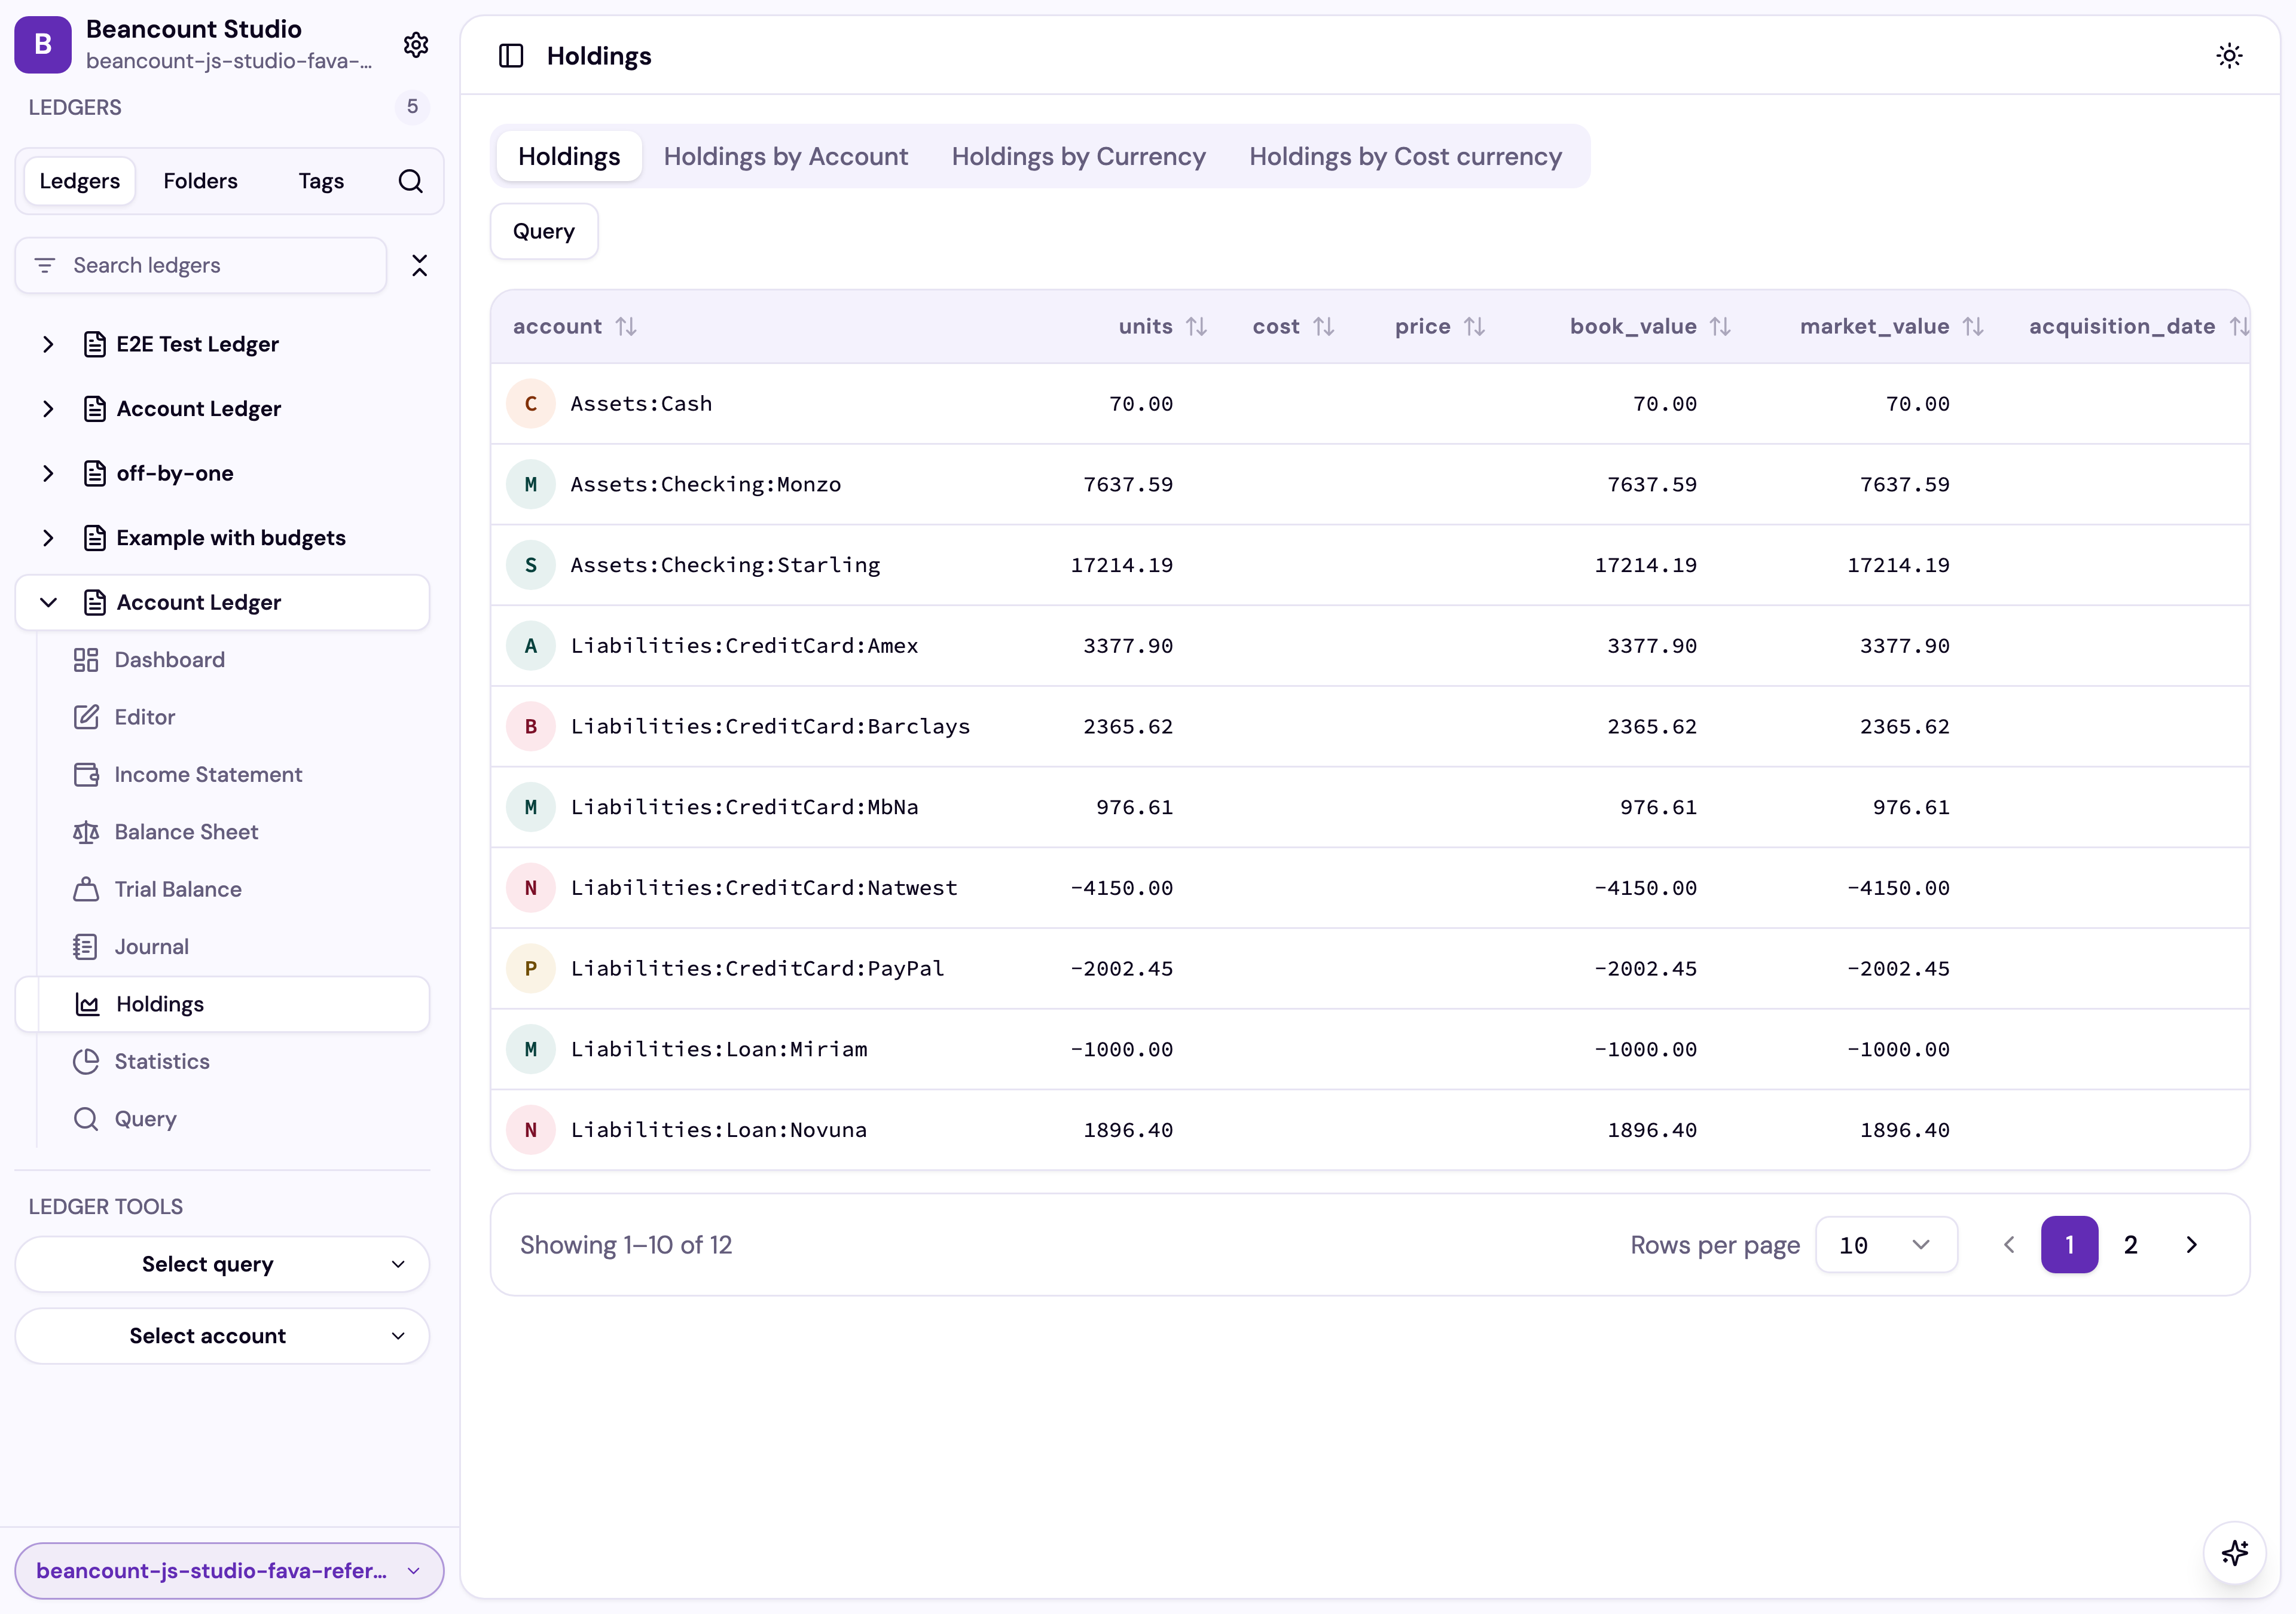 B
Beancount Studio
beancount-js-studio-fava-...
LEDGERS
5
Ledgers Folders Tags
Search ledgers
E2E Test Ledger
Account Ledger
off-by-one
Example with budgets
Account Ledger
Dashboard
Editor
Income Statement
Balance Sheet
Trial Balance
Journal
Holdings
Statistics
Query
LEDGER TOOLS
Select query
Select account
beancount-js-studio-fava-refer...
Holdings
Holdings Holdings by Account Holdings by Currency Holdings by Cost currency
Query
account units cost price book_value market_value acquisition_date
C Assets:Cash 70.00 70.00 70.00
M Assets:Checking:Monzo 7637.59 7637.59 7637.59
S Assets:Checking:Starling 17214.19 17214.19 17214.19
A Liabilities:CreditCard:Amex 3377.90 3377.90 3377.90
B Liabilities:CreditCard:Barclays 2365.62 2365.62 2365.62
M Liabilities:CreditCard:MbNa 976.61 976.61 976.61
N Liabilities:CreditCard:Natwest -4150.00 -4150.00 -4150.00
P Liabilities:CreditCard:PayPal -2002.45 -2002.45 -2002.45
M Liabilities:Loan:Miriam -1000.00 -1000.00 -1000.00
N Liabilities:Loan:Novuna 1896.40 1896.40 1896.40
Showing 1–10 of 12 Rows per page 10 1 2